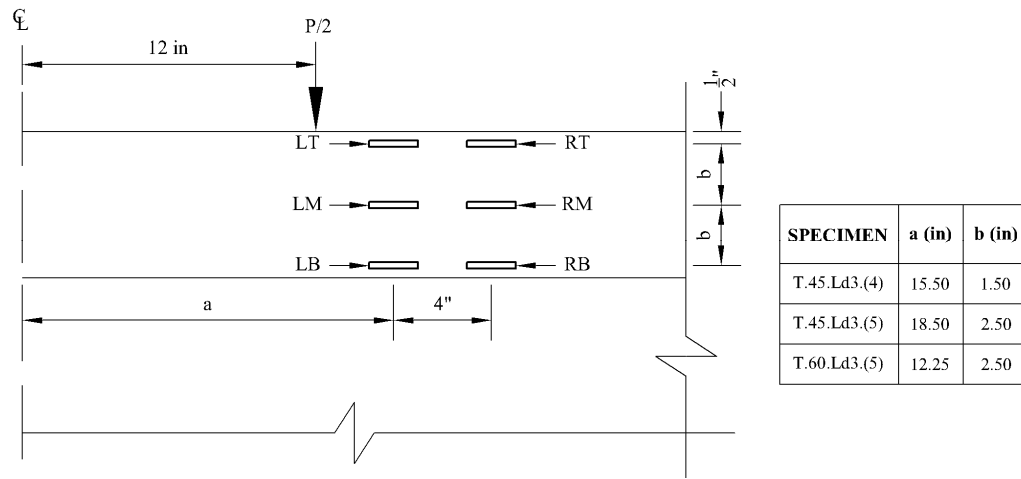 ℄
P/2
12 in
1"
2
LT
RT
b
LM
RM
b
LB
RB
a
4"
SPECIMEN a (in) b (in)
T.45.Ld3.(4) 15.50 1.50
T.45.Ld3.(5) 18.50 2.50
T.60.Ld3.(5) 12.25 2.50